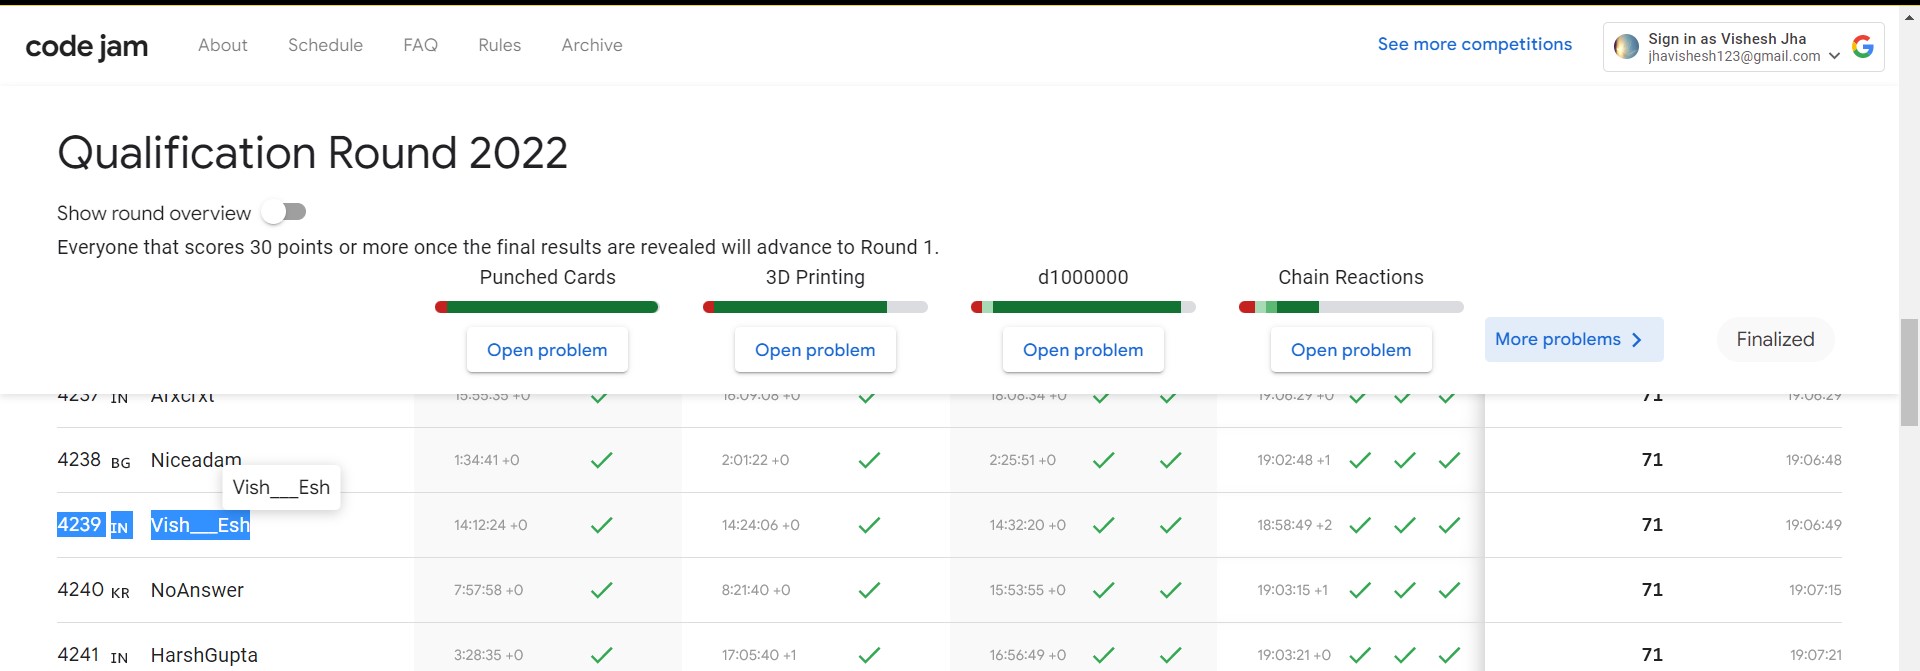 code jam About Schedule FAQ Rules Archive See more competitions Sign in as Vishesh Jha
jhavishesh123@gmail.com
Qualification Round 2022
Show round overview
Everyone that scores 30 points or more once the final results are revealed will advance to Round 1.
Punched Cards 3D Printing d1000000 Chain Reactions
Open problem Open problem Open problem Open problem More problems Finalized
4237 IN Arxcrxt 15:55:35 +0 16:09:06 +0 16:08:34 +0 19:06:29 +0 71 19:06:29
4238 BG Niceadam 1:34:41 +0 2:01:22 +0 2:25:51 +0 19:02:48 +1 71 19:06:48
Vish___Esh
4239 IN Vish___Esh 14:12:24 +0 14:24:06 +0 14:32:20 +0 18:58:49 +2 71 19:06:49
4240 KR NoAnswer 7:57:58 +0 8:21:40 +0 15:53:55 +0 19:03:15 +1 71 19:07:15
4241 IN HarshGupta 3:28:35 +0 17:05:40 +1 16:56:49 +0 19:03:21 +0 71 19:07:21